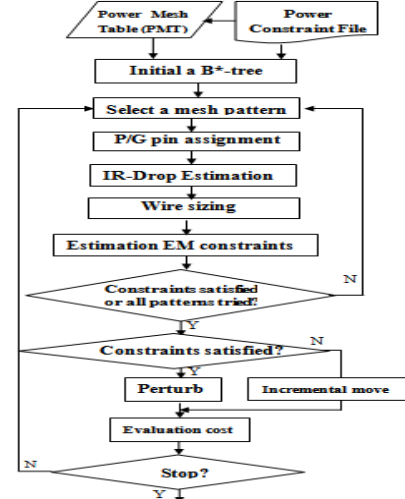 Power Mesh
Table (PMT)
Power
Constraint File
Initial a B*-tree
Select a mesh pattern
P/G pin assignment
IR-Drop Estimation
Wire sizing
Estimation EM constraints
N
Constraints satisfied
or all patterns tried?
Y
N
Constraints satisfied?
Y
Perturb
Incremental move
Evaluation cost
N
Stop?
Y